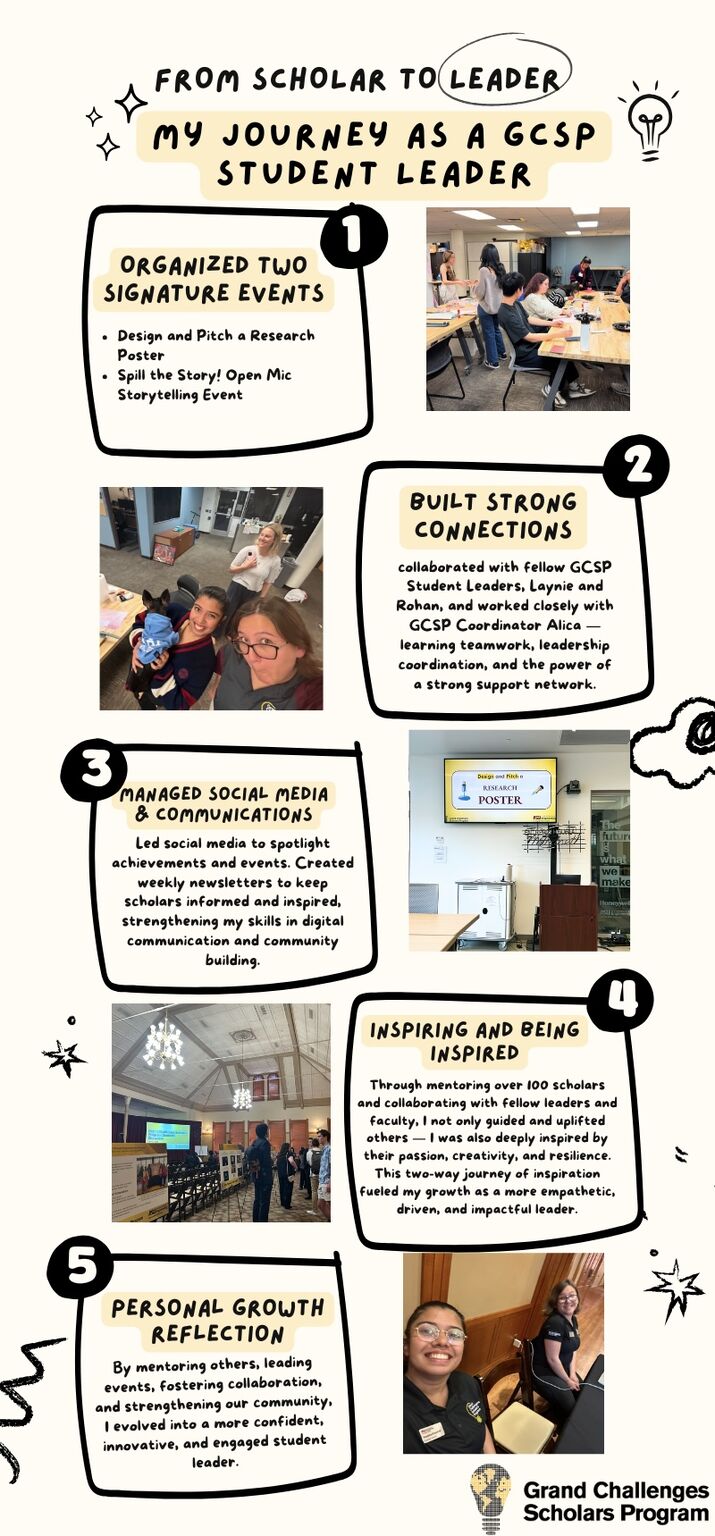 FROM SCHOLAR TO LEADER
MY JOURNEY AS A GCSP
STUDENT LEADER
1
ORGANIZED TWO
SIGNATURE EVENTS
• Design and Pitch a Research
Poster
• Spill the Story! Open Mic
Storytelling Event
2
BUILT STRONG
CONNECTIONS
collaborated with fellow GCSP
Student Leaders, Laynie and
Rohan, and worked closely with
GCSP Coordinator Alica —
learning teamwork, leadership
coordination, and the power of
a strong support network.
3
MANAGED SOCIAL MEDIA
& COMMUNICATIONS
Led social media to spotlight
achievements and events. Created
weekly newsletters to keep
scholars informed and inspired,
strengthening my skills in digital
communication and community
building.
Design and Pitch a
RESEARCH
POSTER
The
future
is
what
we
make
Honeywell
4
INSPIRING AND BEING
INSPIRED
Through mentoring over 100 scholars
and collaborating with fellow leaders and
faculty, I not only guided and uplifted
others — I was also deeply inspired by
their passion, creativity, and resilience.
This two-way journey of inspiration
fueled my growth as a more empathetic,
driven, and impactful leader.
5
PERSONAL GROWTH
REFLECTION
By mentoring others, leading
events, fostering collaboration,
and strengthening our community,
I evolved into a more confident,
innovative, and engaged student
leader.
Grand Challenges
Scholars Program